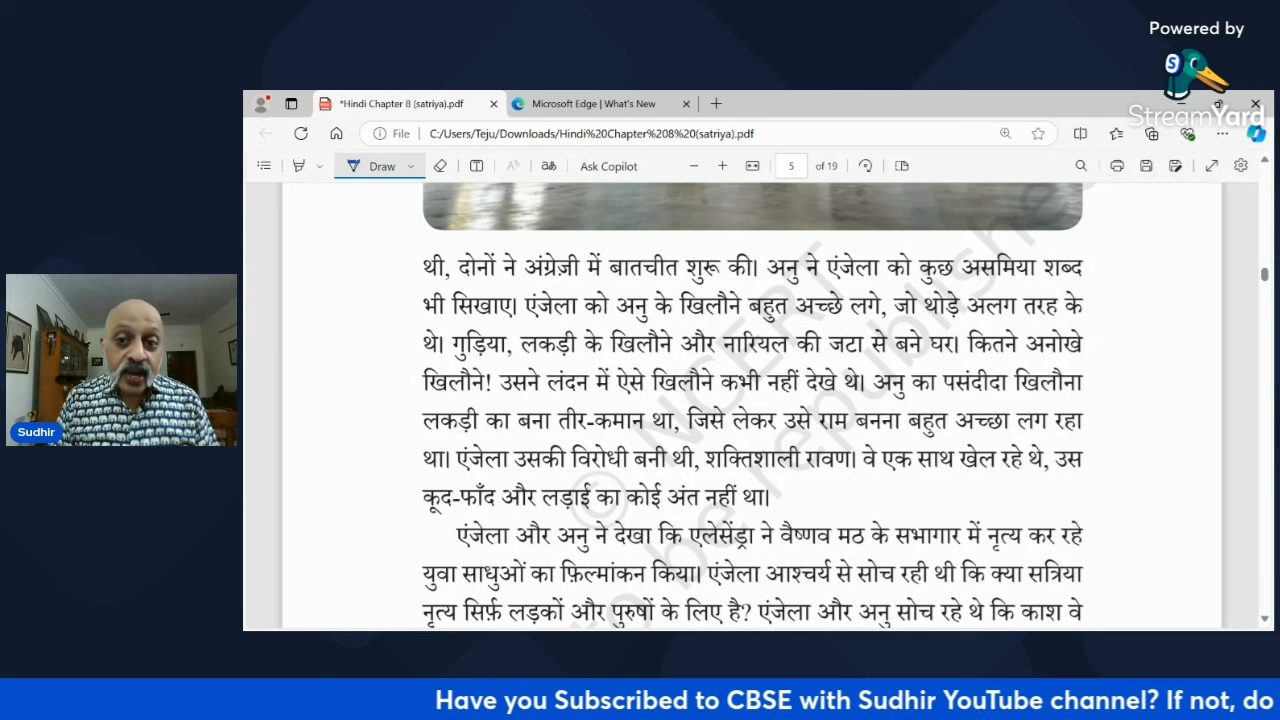 Powered by
StreamYard
*Hindi Chapter 8 (satriya).pdf
Microsoft Edge | What's New
File
C:/Users/Teju/Downloads/Hindi%20Chapter%208%20(satriya).pdf
Draw
Ask Copilot
5 of 19
थी, दोनों ने अंग्रेज़ी में बातचीत शुरू की। अनु ने एंजेला को कुछ असमिया शब्द
भी सिखाए। एंजेला को अनु के खिलौने बहुत अच्छे लगे, जो थोड़े अलग तरह के
थे। गुड़िया, लकड़ी के खिलौने और नारियल की जटा से बने घर। कितने अनोखे
खिलौने! उसने लंदन में ऐसे खिलौने कभी नहीं देखे थे। अनु का पसंदीदा खिलौना
लकड़ी का बना तीर-कमान था, जिसे लेकर उसे राम बनना बहुत अच्छा लग रहा
था। एंजेला उसकी विरोधी बनी थी, शक्तिशाली रावण। वे एक साथ खेल रहे थे, उस
कूद-फाँद और लड़ाई का कोई अंत नहीं था।
एंजेला और अनु ने देखा कि एलेसेंड्रा ने वैष्णव मठ के सभागार में नृत्य कर रहे
युवा साधुओं का फ़िल्मांकन किया। एंजेला आश्चर्य से सोच रही थी कि क्या सत्रिया
नृत्य सिर्फ़ लड़कों और पुरुषों के लिए है? एंजेला और अनु सोच रहे थे कि काश वे
© NCERT
to be republished
Sudhir
Have you Subscribed to CBSE with Sudhir YouTube channel? If not, do